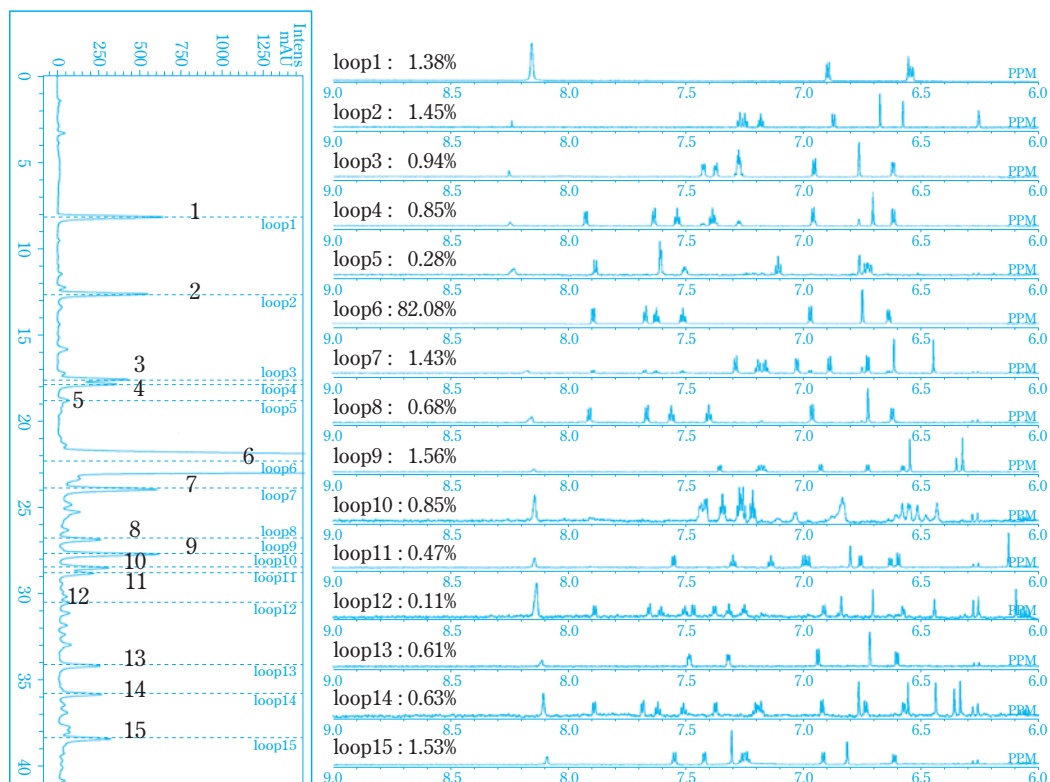 Intens
mAU
0
250
500
750
1000
1250
0
5
10
15
20
25
30
35
40
1
loop1
2
loop2
3
loop3
4
loop4
5
loop5
6
loop6
7
loop7
8
loop8
9
loop9
10
loop10
11
loop11
12
loop12
13
loop13
14
loop14
15
loop15
loop1 : 1.38%
PPM
9.0 8.5 8.0 7.5 7.0 6.5 6.0
loop2 : 1.45%
PPM
9.0 8.5 8.0 7.5 7.0 6.5 6.0
loop3 : 0.94%
PPM
9.0 8.5 8.0 7.5 7.0 6.5 6.0
loop4 : 0.85%
PPM
9.0 8.5 8.0 7.5 7.0 6.5 6.0
loop5 : 0.28%
PPM
9.0 8.5 8.0 7.5 7.0 6.5 6.0
loop6 : 82.08%
PPM
9.0 8.5 8.0 7.5 7.0 6.5 6.0
loop7 : 1.43%
PPM
9.0 8.5 8.0 7.5 7.0 6.5 6.0
loop8 : 0.68%
PPM
9.0 8.5 8.0 7.5 7.0 6.5 6.0
loop9 : 1.56%
PPM
9.0 8.5 8.0 7.5 7.0 6.5 6.0
loop10 : 0.85%
PPM
9.0 8.5 8.0 7.5 7.0 6.5 6.0
loop11 : 0.47%
PPM
9.0 8.5 8.0 7.5 7.0 6.5 6.0
loop12 : 0.11%
PPM
9.0 8.5 8.0 7.5 7.0 6.5 6.0
loop13 : 0.61%
PPM
9.0 8.5 8.0 7.5 7.0 6.5 6.0
loop14 : 0.63%
PPM
9.0 8.5 8.0 7.5 7.0 6.5 6.0
loop15 : 1.53%
PPM
9.0 8.5 8.0 7.5 7.0 6.5 6.0